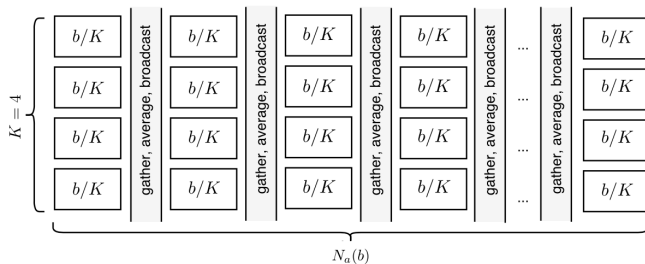 b/K b/K b/K b/K b/K
b/K b/K b/K b/K ... b/K
b/K b/K b/K b/K ... b/K
b/K b/K b/K b/K ... b/K
...
gather, average, broadcast
gather, average, broadcast
gather, average, broadcast
gather, average, broadcast
gather, average, broadcast
K = 4
N_a(b)